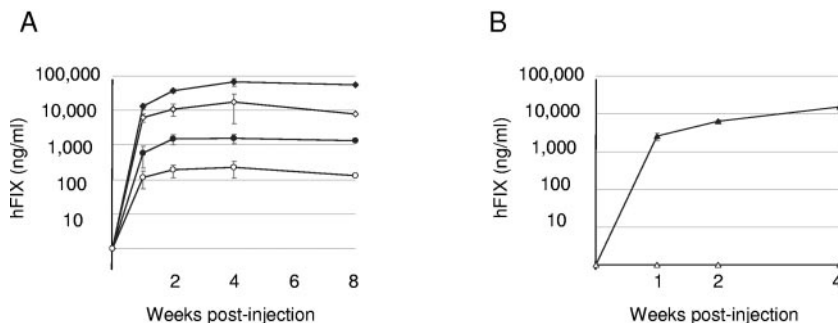 A
hFIX (ng/ml)
100,000
10,000
1,000
100
10
2
4
6
8
Weeks post-injection
B
hFIX (ng/ml)
100,000
10,000
1,000
100
10
1
2
4
Weeks post-injection